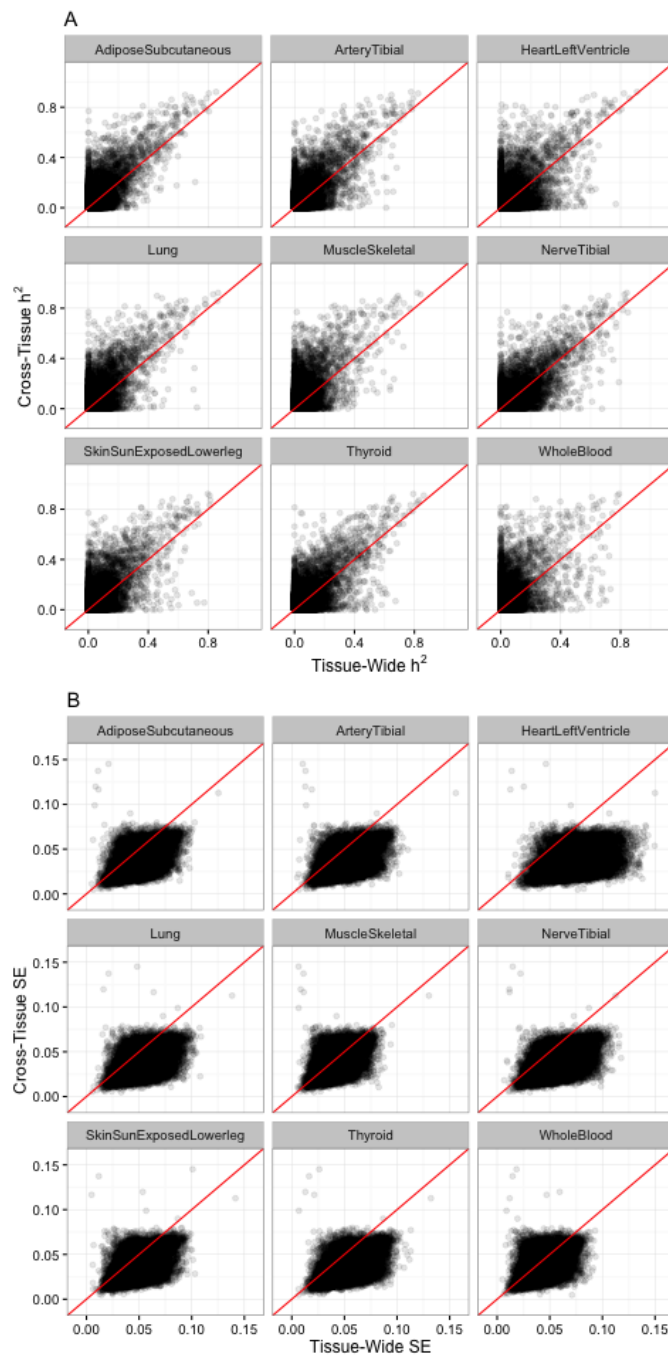 A
AdiposeSubcutaneous ArteryTibial HeartLeftVentricle
0.8
0.4
0.0
Lung MuscleSkeletal NerveTibial
0.8
0.4
0.0
Cross-Tissue h²
SkinSunExposedLowerleg Thyroid WholeBlood
0.8
0.4
0.0
0.0 0.4 0.8 0.0 0.4 0.8 0.0 0.4 0.8
Tissue-Wide h²
B
AdiposeSubcutaneous ArteryTibial HeartLeftVentricle
0.15
0.10
0.05
0.00
Lung MuscleSkeletal NerveTibial
0.15
0.10
0.05
0.00
Cross-Tissue SE
SkinSunExposedLowerleg Thyroid WholeBlood
0.15
0.10
0.05
0.00
0.00 0.05 0.10 0.15 0.00 0.05 0.10 0.15 0.00 0.05 0.10 0.15
Tissue-Wide SE